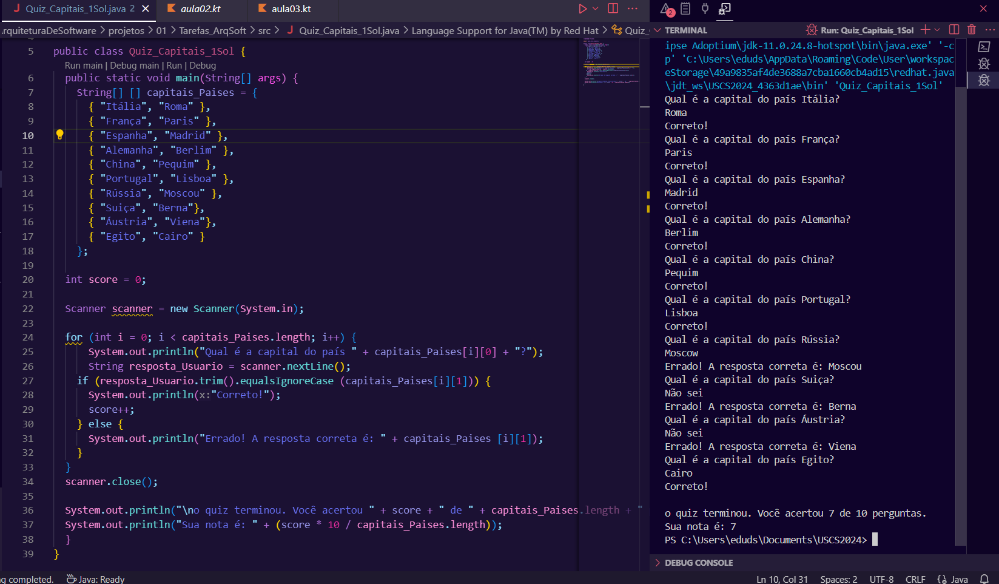 Quiz_Capitais_1Sol.java 2
aula02.kt
aula03.kt
2
rquiteturaDeSoftware > projetos > 01 > Tarefas_ArqSoft > src > Quiz_Capitais_1Sol.java > Language Support for Java(TM) by Red Hat > Quiz_
5 public class Quiz_Capitais_1Sol {
Run main | Debug main | Run | Debug
6 public static void main(String[] args) {
7 String[] [] capitais_Paises = {
8 { "Itália", "Roma" },
9 { "França", "Paris" },
10 { "Espanha", "Madrid" },
11 { "Alemanha", "Berlim" },
12 { "China", "Pequim" },
13 { "Portugal", "Lisboa" },
14 { "Rússia", "Moscou" },
15 { "Suiça", "Berna"},
16 { "Áustria", "Viena"},
17 { "Egito", "Cairo" }
18 };
19
20 int score = 0;
21
22 Scanner scanner = new Scanner(System.in);
23
24 for (int i = 0; i < capitais_Paises.length; i++) {
25 System.out.println("Qual é a capital do país " + capitais_Paises[i][0] + "?");
26 String resposta_Usuario = scanner.nextLine();
27 if (resposta_Usuario.trim().equalsIgnoreCase (capitais_Paises[i][1])) {
28 System.out.println(x:"Correto!");
29 score++;
30 } else {
31 System.out.println("Errado! A resposta correta é: " + capitais_Paises [i][1]);
32 }
33 }
34 scanner.close();
35
36 System.out.println("\no quiz terminou. Você acertou " + score + " de " + capitais_Paises.length + "
37 System.out.println("Sua nota é: " + (score * 10 / capitais_Paises.length));
38 }
39 }
TERMINAL
Run: Quiz_Capitais_1Sol
ipse Adoptium\jdk-11.0.24.8-hotspot\bin\java.exe' '-c
p' 'C:\Users\eduds\AppData\Roaming\Code\User\workspac
eStorage\49a9835af4de3688a7cba1660cb4ad15\redhat.java
\jdt_ws\USCS2024_4363d1ae\bin' 'Quiz_Capitais_1Sol'
Qual é a capital do país Itália?
Roma
Correto!
Qual é a capital do país França?
Paris
Correto!
Qual é a capital do país Espanha?
Madrid
Correto!
Qual é a capital do país Alemanha?
Berlim
Correto!
Qual é a capital do país China?
Pequim
Correto!
Qual é a capital do país Portugal?
Lisboa
Correto!
Qual é a capital do país Rússia?
Moscow
Errado! A resposta correta é: Moscou
Qual é a capital do país Suiça?
Não sei
Errado! A resposta correta é: Berna
Qual é a capital do país Áustria?
Não sei
Errado! A resposta correta é: Viena
Qual é a capital do país Egito?
Cairo
Correto!
o quiz terminou. Você acertou 7 de 10 perguntas.
Sua nota é: 7
PS C:\Users\eduds\Documents\USCS2024>
DEBUG CONSOLE
g completed.
Java: Ready
Ln 10, Col 31
Spaces: 2
UTF-8
CRLF
Java